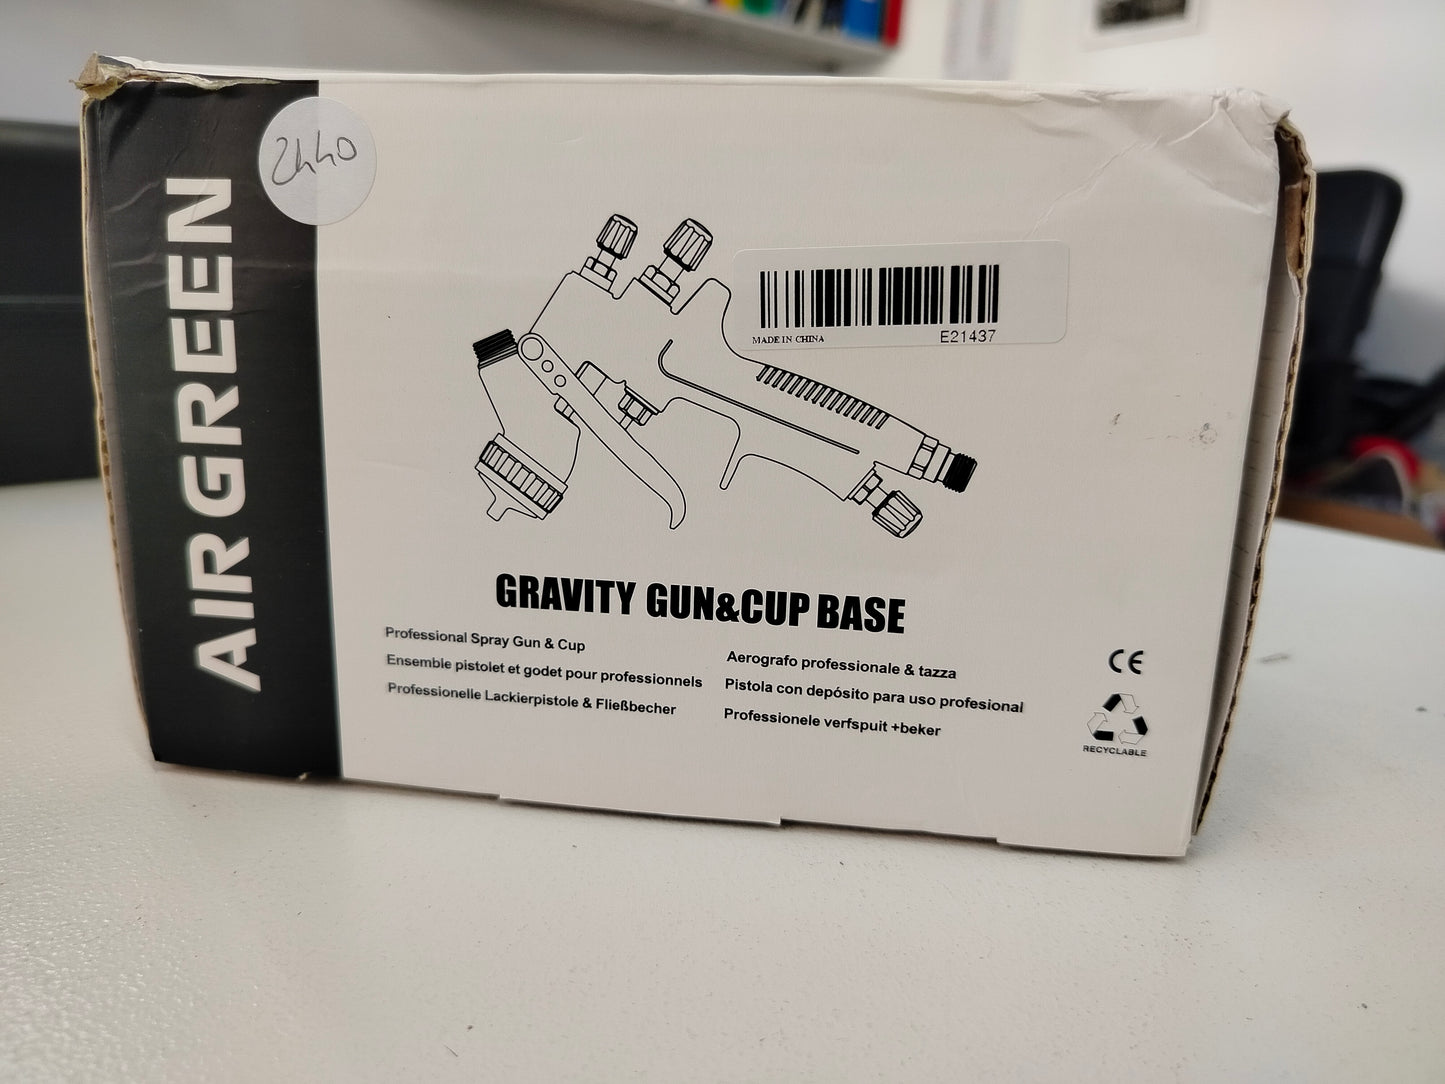 AIRGREEN
2440
MADE IN CHINA
E21437
GRAVITY GUN&CUP BASE
Professional Spray Gun & Cup
Ensemble pistolet et godet pour professionnels
Professionelle Lackierpistole & Fließbecher
Aerografo professionale & tazza
Pistola con depósito para uso profesional
Professionele verfspuit +beker
CE
RECYCLABLE